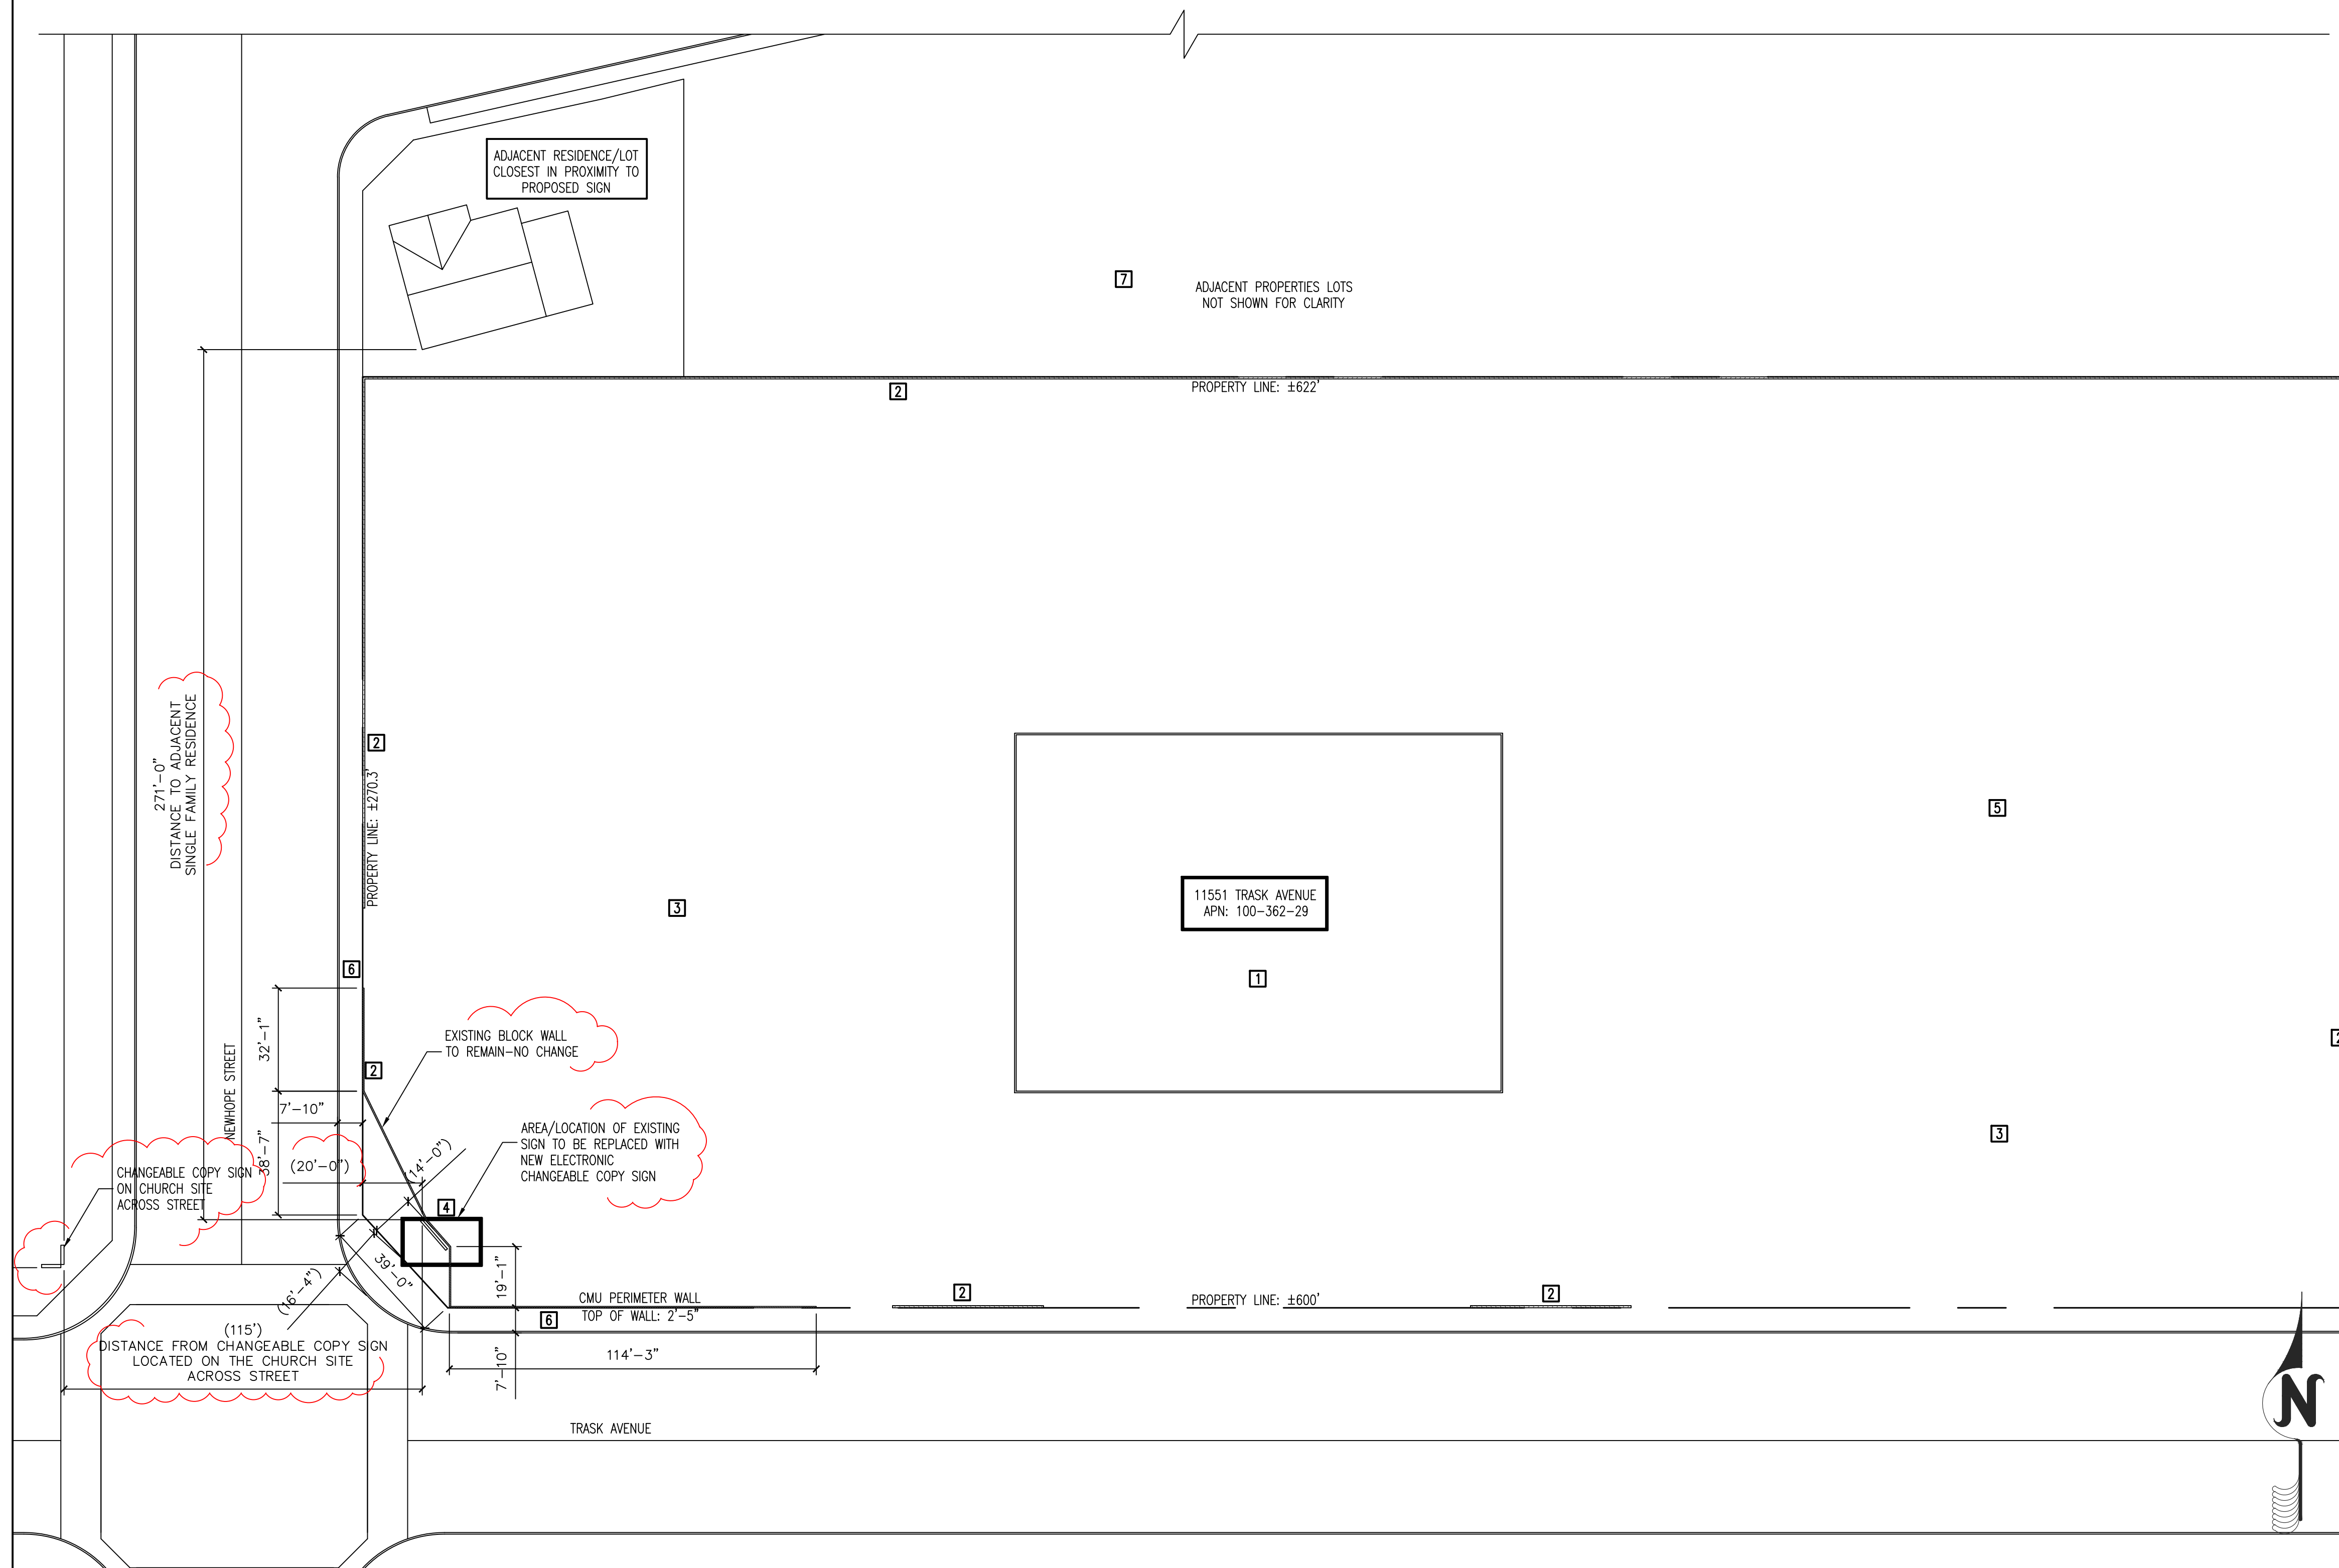 ADJACENT RESIDENCE/LOT
CLOSEST IN PROXIMITY TO
PROPOSED SIGN
7
ADJACENT PROPERTIES LOTS
NOT SHOWN FOR CLARITY
2
PROPERTY LINE: ±622'
271'-0"
DISTANCE TO ADJACENT
SINGLE FAMILY RESIDENCE
2
PROPERTY LINE: ±270.3'
5
3
11551 TRASK AVENUE
APN: 100-362-29
1
6
32'-1"
EXISTING BLOCK WALL
TO REMAIN-NO CHANGE
2
NEWHOPE STREET
7'-10"
38'-7"
AREA/LOCATION OF EXISTING
SIGN TO BE REPLACED WITH
NEW ELECTRONIC
CHANGEABLE COPY SIGN
3
(20'-0")
(14'-0")
CHANGEABLE COPY SIGN
ON CHURCH SITE
ACROSS STREET
4
39'-0"
(16'-4")
19'-1"
CMU PERIMETER WALL
TOP OF WALL: 2'-5"
6
2
PROPERTY LINE: ±600'
2
(115')
DISTANCE FROM CHANGEABLE COPY SIGN
LOCATED ON THE CHURCH SITE
ACROSS STREET
7'-10"
114'-3"
TRASK AVENUE
N